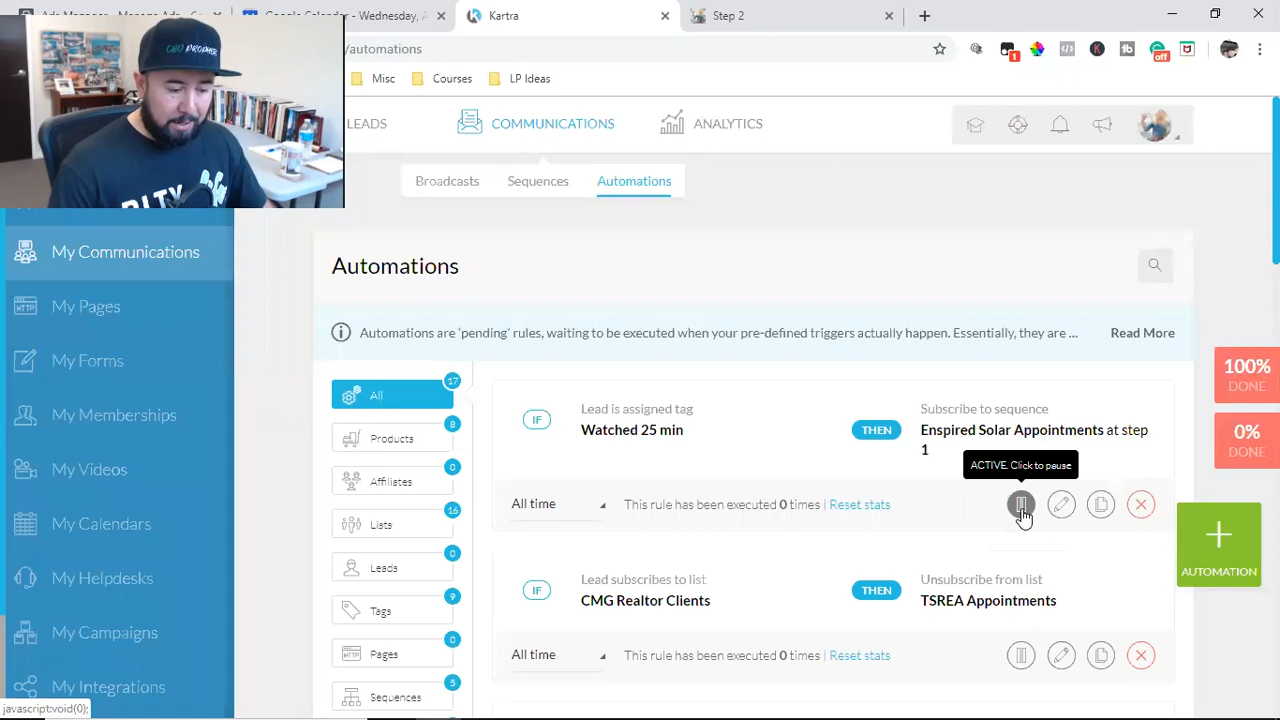 Calendar - Wednesday, A
Kartra
Step 2
/automations
1
off
Misc
Courses
LP Ideas
LEADS
COMMUNICATIONS
ANALYTICS
Broadcasts
Sequences
Automations
My Communications
My Pages
My Forms
My Memberships
My Videos
My Calendars
My Helpdesks
My Campaigns
My Integrations
javascript:void(0);
Automations
Automations are 'pending' rules, waiting to be executed when your pre-defined triggers actually happen. Essentially, they are ...
Read More
All
17
Products
8
Affiliates
0
Lists
16
Leads
0
Tags
9
Pages
0
Sequences
5
IF
Lead is assigned tag
Watched 25 min
THEN
Subscribe to sequence
Enspired Solar Appointments at step
1
ACTIVE. Click to pause
All time
This rule has been executed 0 times | Reset stats
IF
Lead subscribes to list
CMG Realtor Clients
THEN
Unsubscribe from list
TSREA Appointments
All time
This rule has been executed 0 times | Reset stats
100%
DONE
0%
DONE
+
AUTOMATION